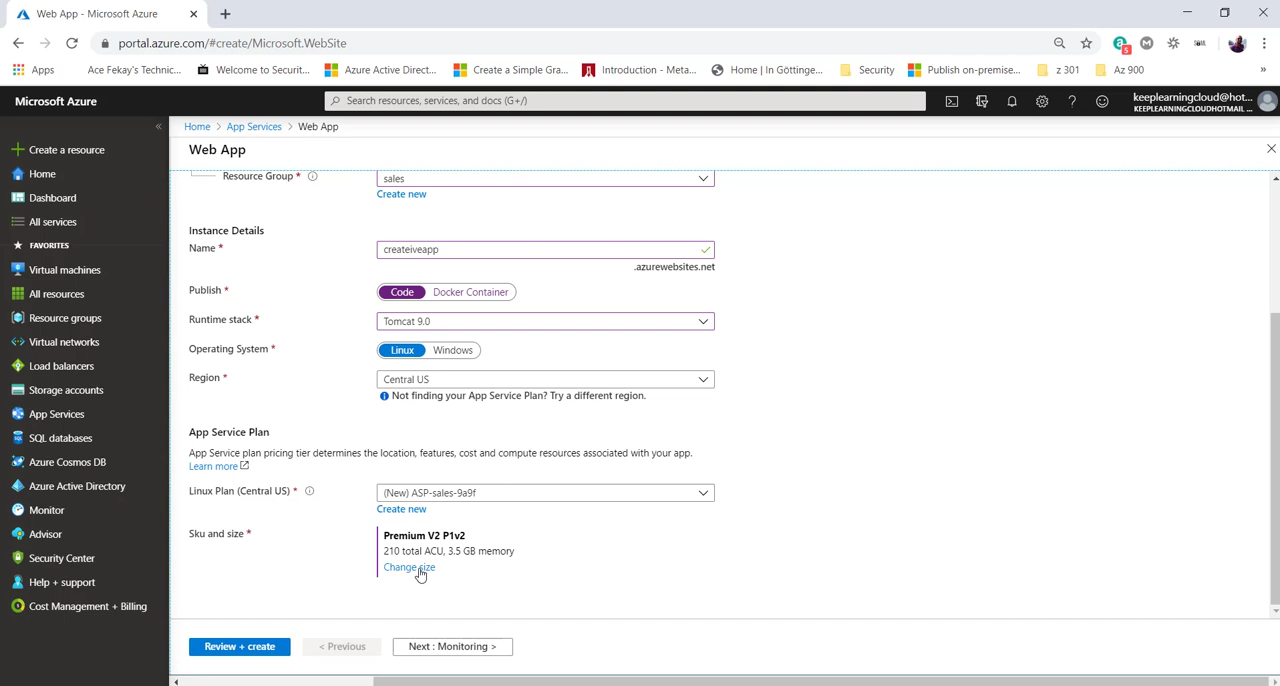 Web App - Microsoft Azure
portal.azure.com/#create/Microsoft.WebSite
Apps
Ace Fekay's Technic...
Welcome to Securit...
Azure Active Direct...
Create a Simple Gra...
Introduction - Meta...
Home | In Göttinge...
Security
Publish on-premise...
z 301
Az 900
»
Microsoft Azure
Search resources, services, and docs (G+/)
keeplearningcloud@hot...
KEEPLEARNINGCLOUDHOTMAIL ...
«
Create a resource
Home
Dashboard
All services
FAVORITES
Virtual machines
All resources
Resource groups
Virtual networks
Load balancers
Storage accounts
App Services
SQL databases
Azure Cosmos DB
Azure Active Directory
Monitor
Advisor
Security Center
Help + support
Cost Management + Billing
Home > App Services > Web App
Web App
Resource Group *
sales
Create new
Instance Details
Name *
createiveapp
.azurewebsites.net
Publish *
Code Docker Container
Runtime stack *
Tomcat 9.0
Operating System *
Linux Windows
Region *
Central US
Not finding your App Service Plan? Try a different region.
App Service Plan
App Service plan pricing tier determines the location, features, cost and compute resources associated with your app.
Learn more
Linux Plan (Central US) *
(New) ASP-sales-9a9f
Create new
Sku and size *
Premium V2 P1v2
210 total ACU, 3.5 GB memory
Change size
Review + create
< Previous
Next : Monitoring >